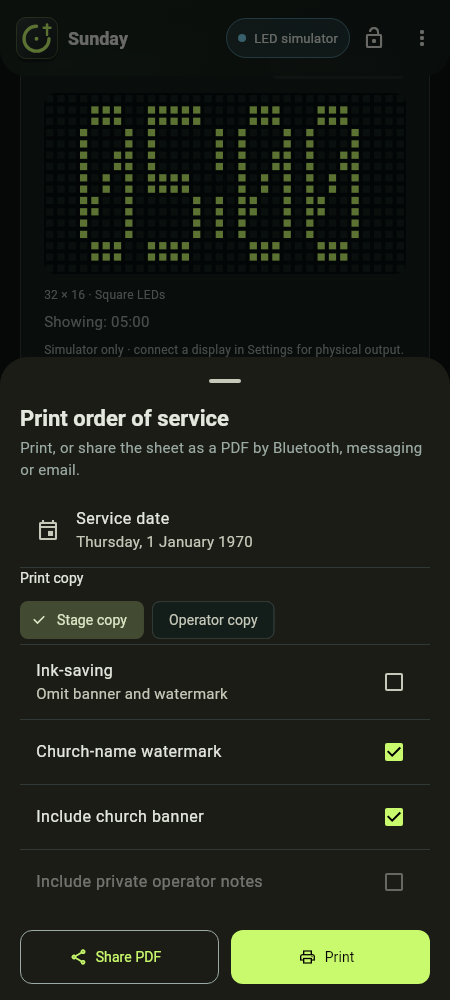 Sunday
LED simulator
05:00
32 × 16 · Square LEDs
Showing: 05:00
Simulator only · connect a display in Settings for physical output.
Print order of service
Print, or share the sheet as a PDF by Bluetooth, messaging
or email.
Service date
Thursday, 1 January 1970
Print copy
Stage copy
Operator copy
Ink-saving
Omit banner and watermark
Church-name watermark
Include church banner
Include private operator notes
Share PDF
Print